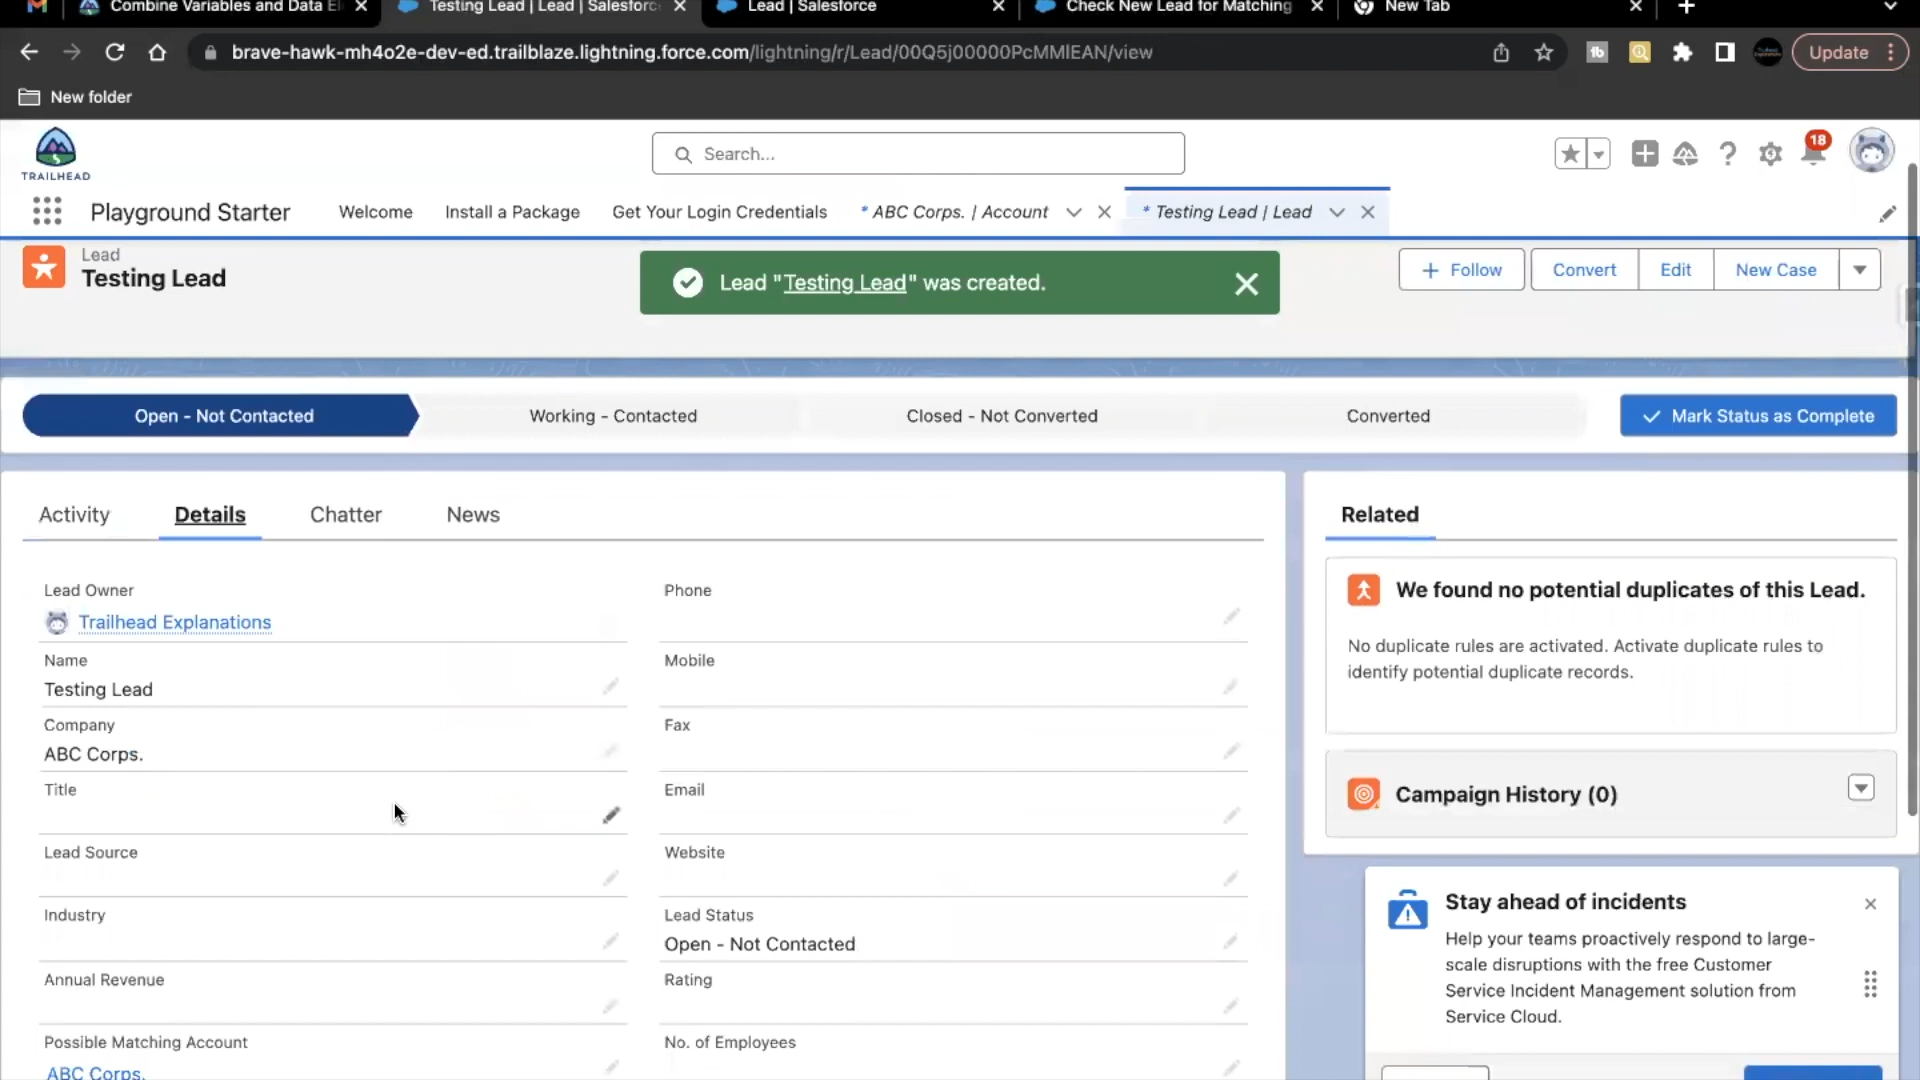 Combine Variables and Data El
Testing Lead | Lead | Salesforc
Lead | Salesforce
Check New Lead for Matching
New Tab
brave-hawk-mh4o2e-dev-ed.trailblaze.lightning.force.com/lightning/r/Lead/00Q5j00000PcMMlEAN/view
Update
New folder
TRAILHEAD
Search...
18
Playground Starter
Welcome
Install a Package
Get Your Login Credentials
* ABC Corps. | Account
* Testing Lead | Lead
Lead
Testing Lead
Lead "Testing Lead" was created.
+ Follow
Convert
Edit
New Case
Open - Not Contacted
Working - Contacted
Closed - Not Converted
Converted
Mark Status as Complete
Activity
Details
Chatter
News
Lead Owner
Trailhead Explanations
Name
Testing Lead
Company
ABC Corps.
Title
Lead Source
Industry
Annual Revenue
Possible Matching Account
ABC Corps.
Phone
Mobile
Fax
Email
Website
Lead Status
Open - Not Contacted
Rating
No. of Employees
Related
We found no potential duplicates of this Lead.
No duplicate rules are activated. Activate duplicate rules to
identify potential duplicate records.
Campaign History (0)
Stay ahead of incidents
Help your teams proactively respond to large-
scale disruptions with the free Customer
Service Incident Management solution from
Service Cloud.